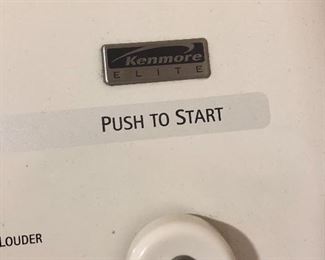 Kenmore
ELITE
PUSH TO START
LOUDER